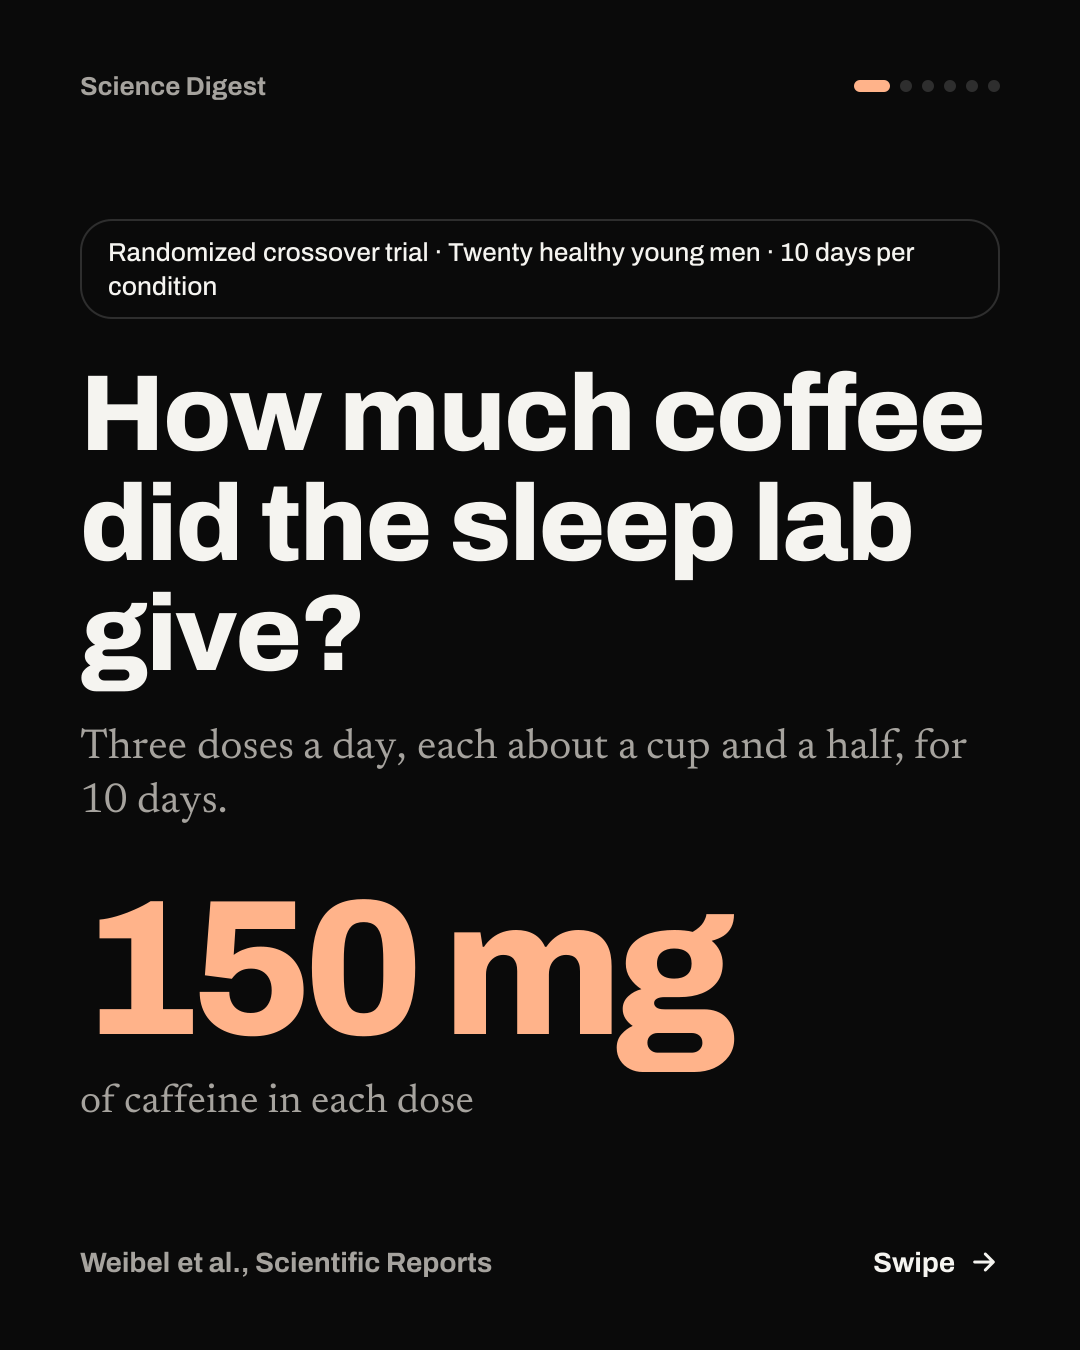 Science Digest
Randomized crossover trial · Twenty healthy young men · 10 days per
condition
How much coffee
did the sleep lab
give?
Three doses a day, each about a cup and a half, for
10 days.
150 mg
of caffeine in each dose
Weibel et al., Scientific Reports
Swipe →